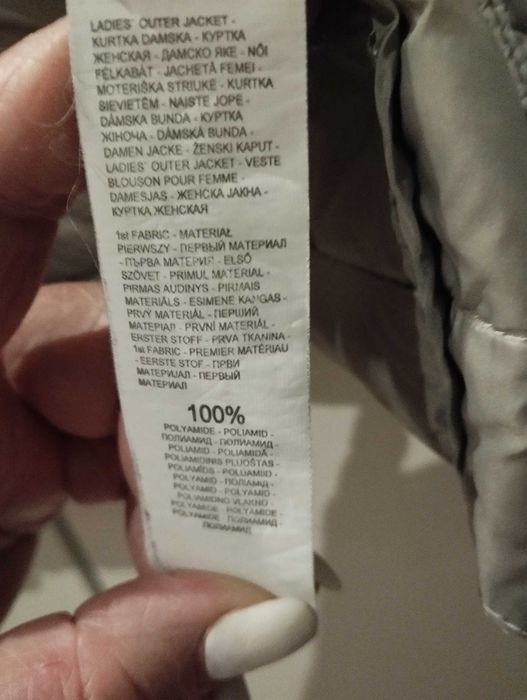 LADIES' OUTER JACKET -
KURTKA DAMSKA - КУРТКА
ЖЕНСКАЯ - ДАМСКО ЯКЕ - NŐI
FÉLKABÁT - JACHETĂ FEMEI -
MOTERIŠKA STRIUKĖ - KURTKA
SIEVIETĒM - NAISTE JOPE -
DÁMSKA BUNDA - КУРТКА
ЖІНОЧА - DÁMSKÁ BUNDA -
DAMEN JACKE - ŽENSKI KAPUT -
LADIES' OUTER JACKET - VESTE
BLOUSON POUR FEMME -
DAMESJAS - ЖЕНСКА ЈАКНА -
КУРТКА ЖЕНСКАЯ
1st FABRIC - MATERIAŁ
PIERWSZY - ПЕРВЫЙ МАТЕРИАЛ
- ПЪРВА МАТЕРИЯ - ELSŐ
SZÖVET - PRIMUL MATERIAL -
PIRMAS AUDINYS - PIRMAIS
MATERIĀLS - ESIMENE KANGAS -
PRVÝ MATERIÁL - ПЕРШИЙ
МАТЕРІАЛ - PRVNÍ MATERIÁL -
ERSTER STOFF - PRVA TKANINA -
1st FABRIC - PREMIER MATÉRIAU
- EERSTE STOF - ПРВИ
МАТЕРИЈАЛ - ПЕРВЫЙ
МАТЕРИАЛ
100%
POLYAMIDE - POLIAMID -
ПОЛИАМИД - ПОЛИАМИД -
POLIAMID - POLIAMIDĂ -
POLIAMIDINIS PLUOŠTAS -
POLIAMĪDS - POLÜAMIID -
POLYAMID - ПОЛІАМІД -
POLYAMID - POLYAMID -
POLIAMIDNO VLAKNO -
POLYAMIDE - POLYAMIDE -
POLYAMIDE - ПОЛИАМИД -
ПОЛИАМИД